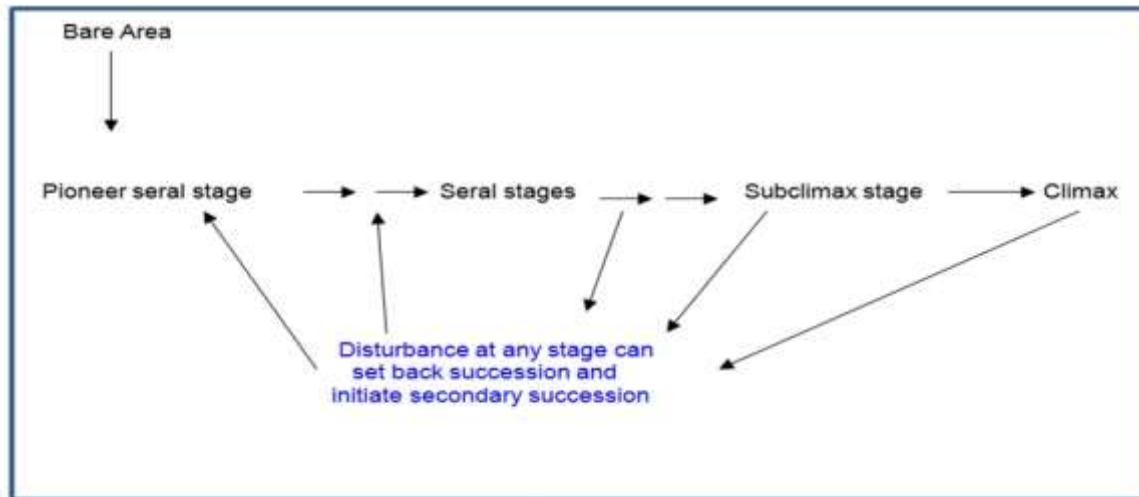 Bare Area
Pioneer seral stage
Seral stages
Subclimax stage
Climax
Disturbance at any stage can
set back succession and
initiate secondary succession